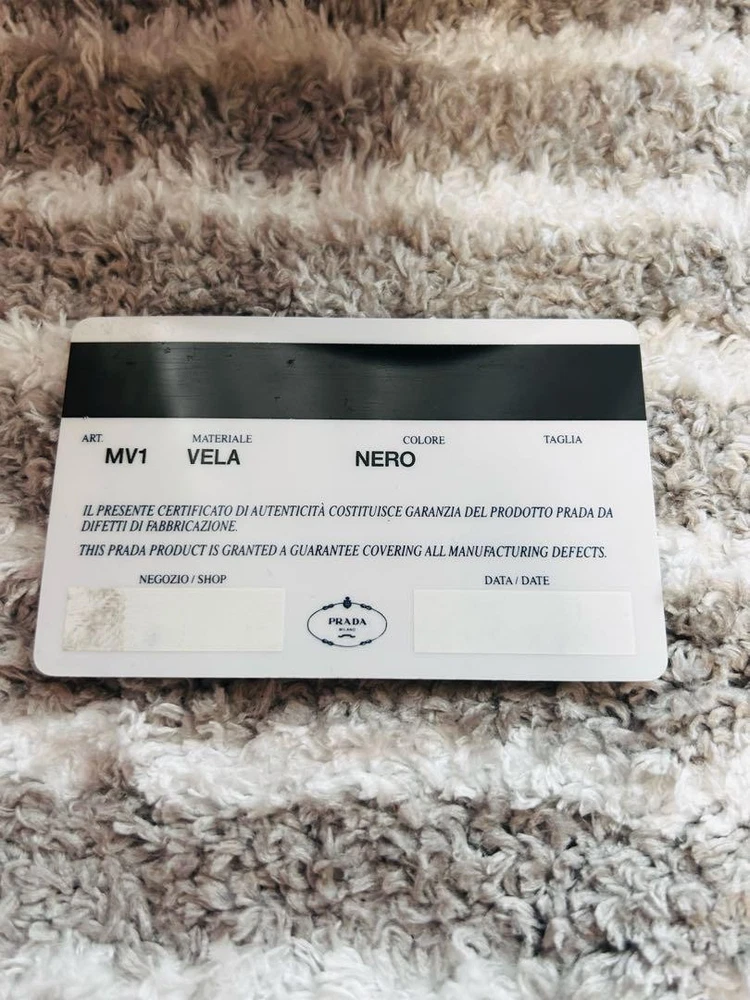 ART. MATERIALE COLORE TAGLIA
MV1 VELA NERO
IL PRESENTE CERTIFICATO DI AUTENTICITÀ COSTITUISCE GARANZIA DEL PRODOTTO PRADA DA
DIFETTI DI FABBRICAZIONE.
THIS PRADA PRODUCT IS GRANTED A GUARANTEE COVERING ALL MANUFACTURING DEFECTS.
NEGOZIO / SHOP DATA / DATE
PRADA
MILANO